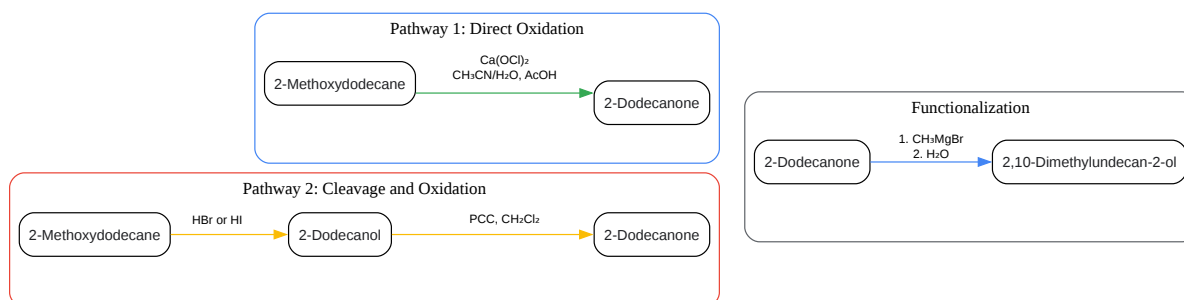 Pathway 1: Direct Oxidation
2-Methoxydodecane
Ca(OCl)₂
CH₃CN/H₂O, AcOH
2-Dodecanone
Pathway 2: Cleavage and Oxidation
2-Methoxydodecane
HBr or HI
2-Dodecanol
PCC, CH₂Cl₂
2-Dodecanone
Functionalization
2-Dodecanone
1. CH₃MgBr
2. H₂O
2,10-Dimethylundecan-2-ol